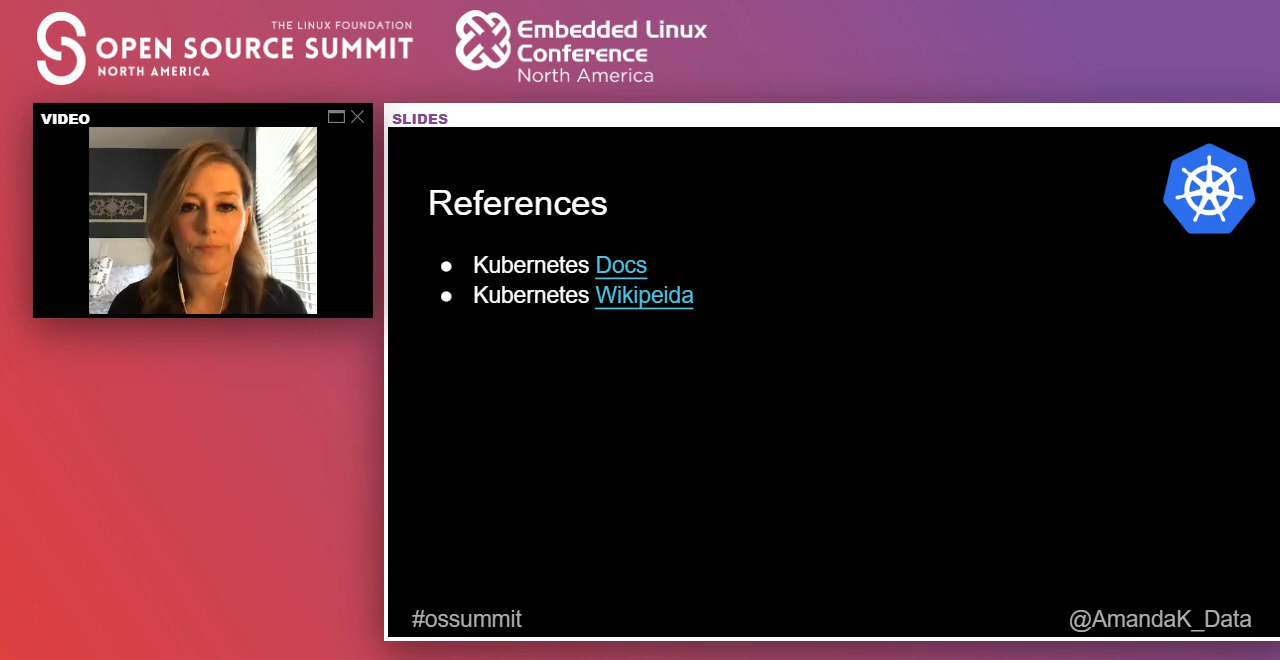 THE LINUX FOUNDATION
OPEN SOURCE SUMMIT
NORTH AMERICA
Embedded Linux
Conference
North America
VIDEO
SLIDES
References
● Kubernetes Docs
● Kubernetes Wikipeida
#ossummit
@AmandaK_Data